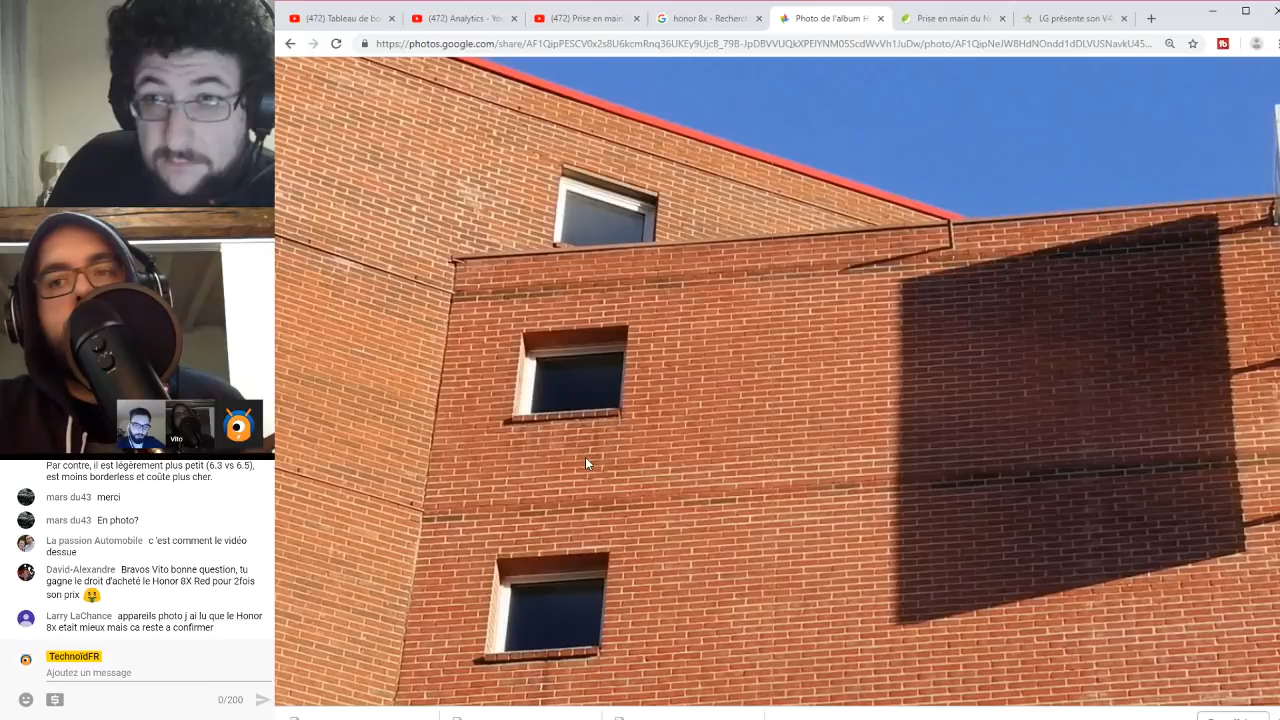 (472) Tableau de bo
(472) Analytics - Yo
(472) Prise en main
honor 8x - Recherc
Photo de l'album H
Prise en main du N
LG présente son V4
https://photos.google.com/share/AF1QipPESCV0x2s8U6kcmRnq36UKEy9UjcB_79B-JpDBVVUQkXPEIYNM05ScdWvVh1JuDw/photo/AF1QipNeJW8HdNOndd1dDLVUSNavkU45...
Vito
Par contre, il est légèrement plus petit (6.3 vs 6.5),
est moins borderless et coûte plus cher.
mars du43 merci
mars du43 En photo?
La passion Automobile c 'est comment le vidéo
dessue
David-Alexandre Bravos Vito bonne question, tu
gagne le droit d'acheté le Honor 8X Red pour 2fois
son prix
Larry LaChance appareils photo j ai lu que le Honor
8x etait mieux mais ca reste a confirmer
TechnoïdFR
Ajoutez un message
0/200